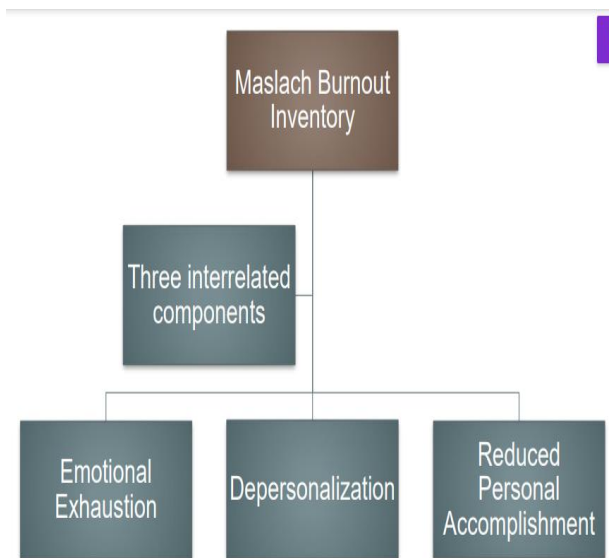 Maslach Burnout
Inventory
Three interrelated
components
Emotional
Exhaustion
Depersonalization
Reduced
Personal
Accomplishment